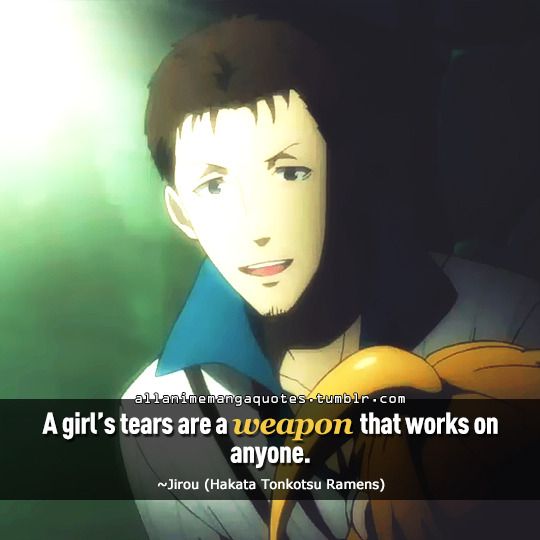 allanimemangaquotes.tumblr.com
A girl's tears are a weapon that works on
anyone.
~Jirou (Hakata Tonkotsu Ramens)